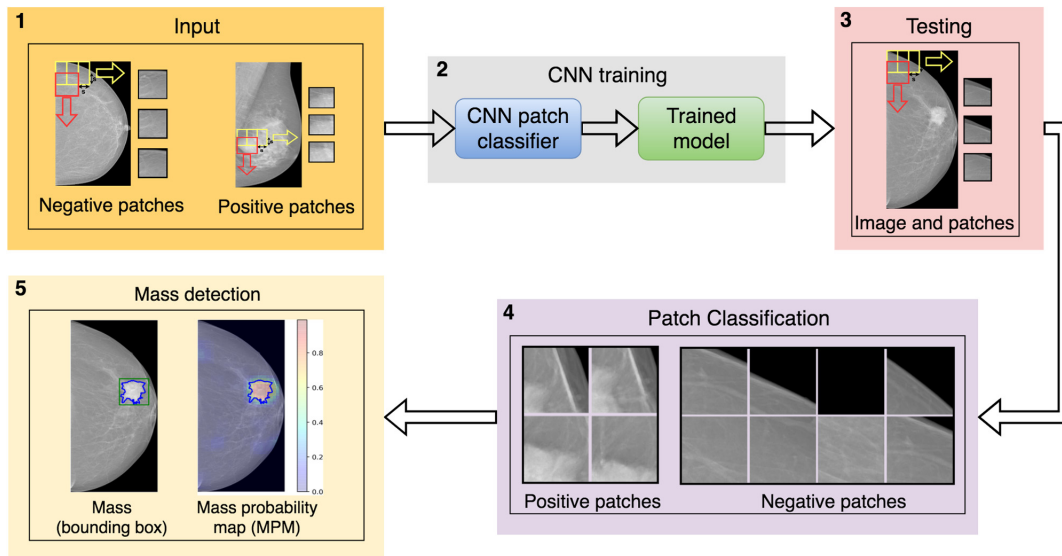 1
Input
Negative patches
Positive patches
2
CNN training
CNN patch
classifier
Trained
model
3
Testing
Image and patches
4
Patch Classification
Positive patches
Negative patches
5
Mass detection
Mass
(bounding box)
Mass probability
map (MPM)
0.8
0.6
0.4
0.2
0.0